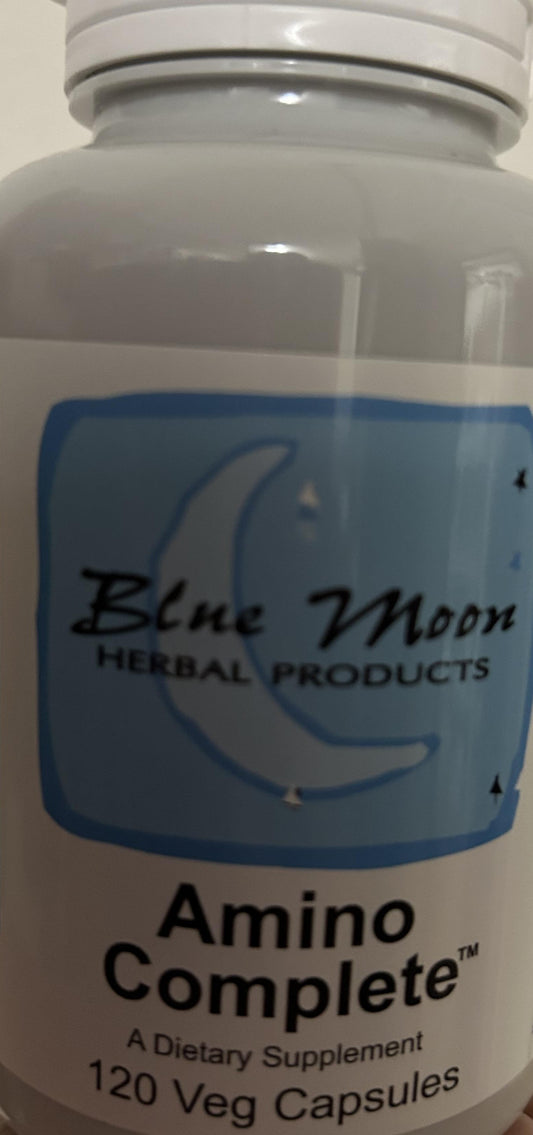 Blue Moon
HERBAL PRODUCTS
Amino
Complete™
A Dietary Supplement
120 Veg Capsules